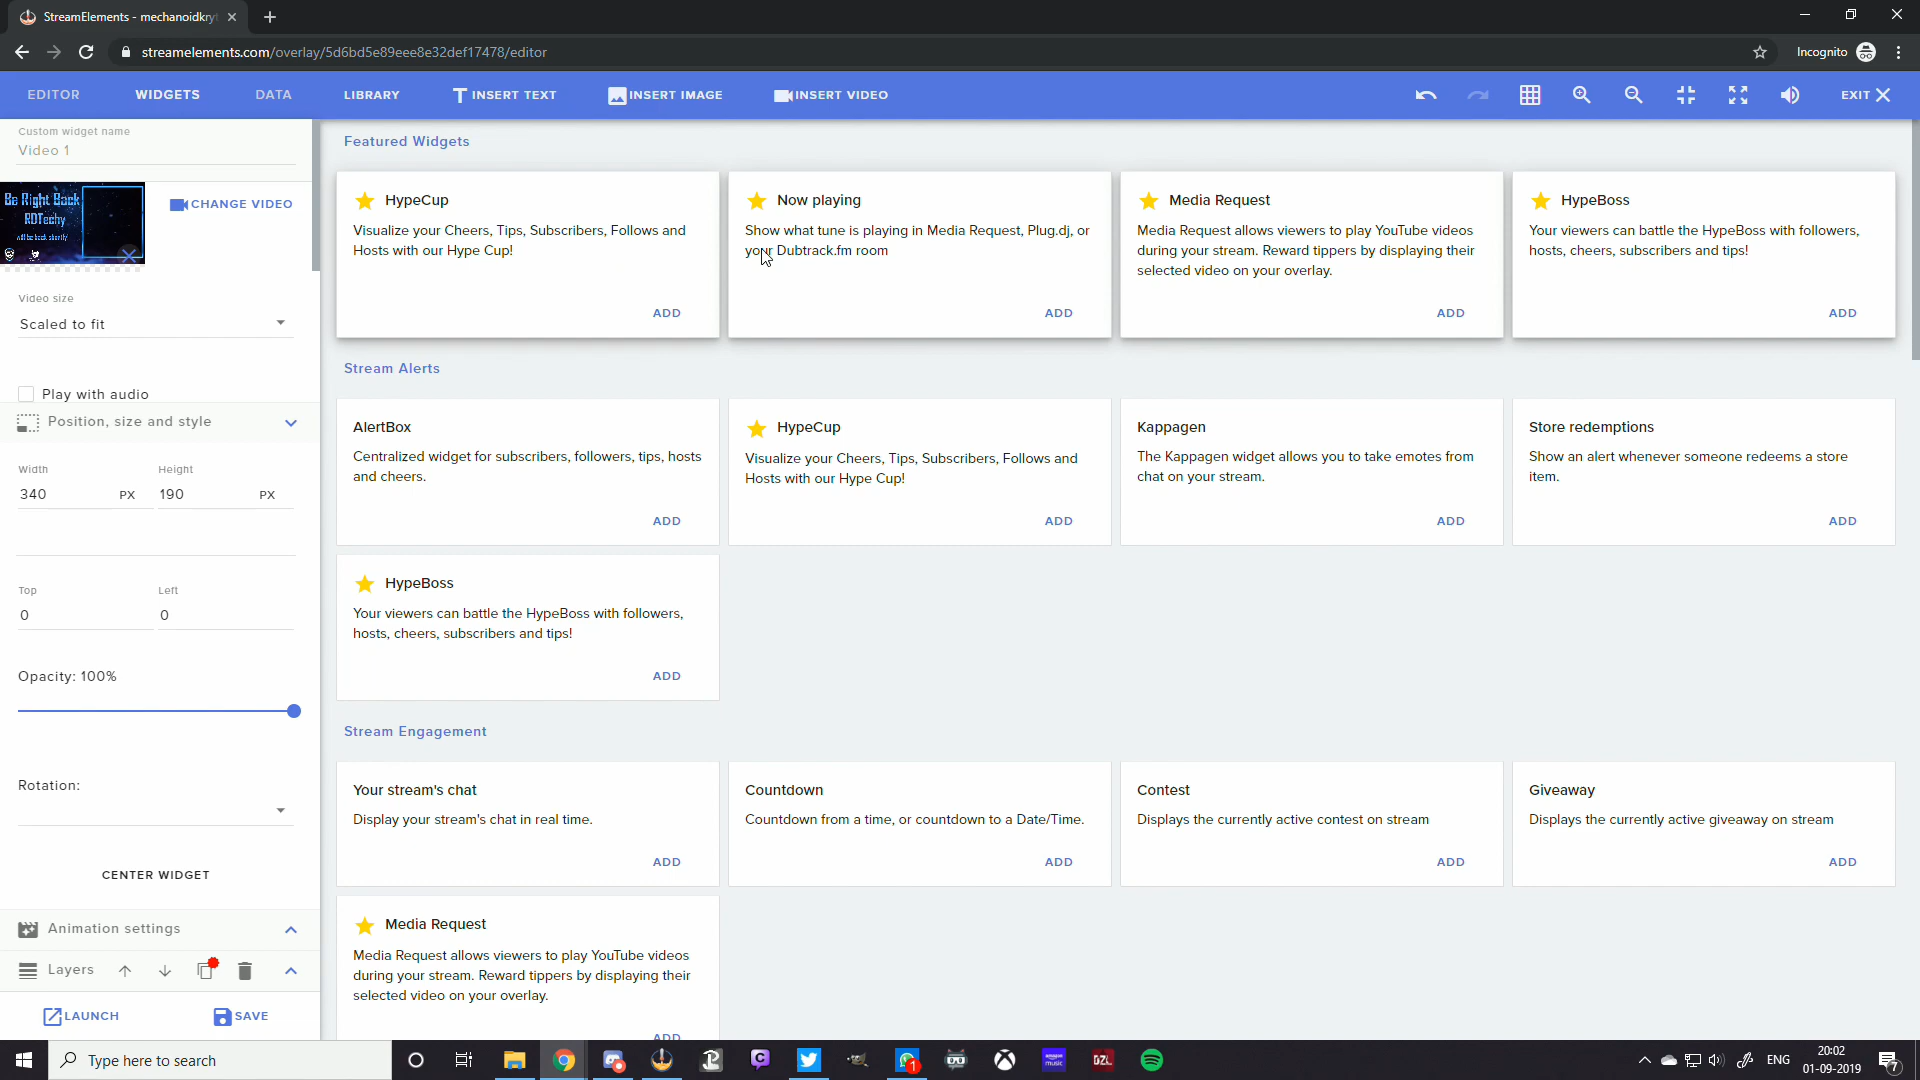 StreamElements - mechanoidkry
streamelements.com/overlay/5d6bd5e89eee8e32def17478/editor
Incognito
EDITOR
WIDGETS
DATA
LIBRARY
INSERT TEXT
INSERT IMAGE
INSERT VIDEO
EXIT
Custom widget name
Video 1
Be Right Back
RDTechy
will be back shortly
CHANGE VIDEO
Video size
Scaled to fit
Play with audio
Position, size and style
Width
Height
340 PX
190 PX
Top
Left
0
0
Opacity: 100%
Rotation:
CENTER WIDGET
Animation settings
Layers
LAUNCH
SAVE
Featured Widgets
HypeCup
Visualize your Cheers, Tips, Subscribers, Follows and
Hosts with our Hype Cup!
ADD
Now playing
Show what tune is playing in Media Request, Plug.dj, or
your Dubtrack.fm room
ADD
Media Request
Media Request allows viewers to play YouTube videos
during your stream. Reward tippers by displaying their
selected video on your overlay.
ADD
HypeBoss
Your viewers can battle the HypeBoss with followers,
hosts, cheers, subscribers and tips!
ADD
Stream Alerts
AlertBox
Centralized widget for subscribers, followers, tips, hosts
and cheers.
ADD
HypeCup
Visualize your Cheers, Tips, Subscribers, Follows and
Hosts with our Hype Cup!
ADD
Kappagen
The Kappagen widget allows you to take emotes from
chat on your stream.
ADD
Store redemptions
Show an alert whenever someone redeems a store
item.
ADD
HypeBoss
Your viewers can battle the HypeBoss with followers,
hosts, cheers, subscribers and tips!
ADD
Stream Engagement
Your stream's chat
Display your stream's chat in real time.
ADD
Countdown
Countdown from a time, or countdown to a Date/Time.
ADD
Contest
Displays the currently active contest on stream
ADD
Giveaway
Displays the currently active giveaway on stream
ADD
Media Request
Media Request allows viewers to play YouTube videos
during your stream. Reward tippers by displaying their
selected video on your overlay.
ADD
Type here to search
1
amazon music
DZL
ENG
20:02
01-09-2019
7